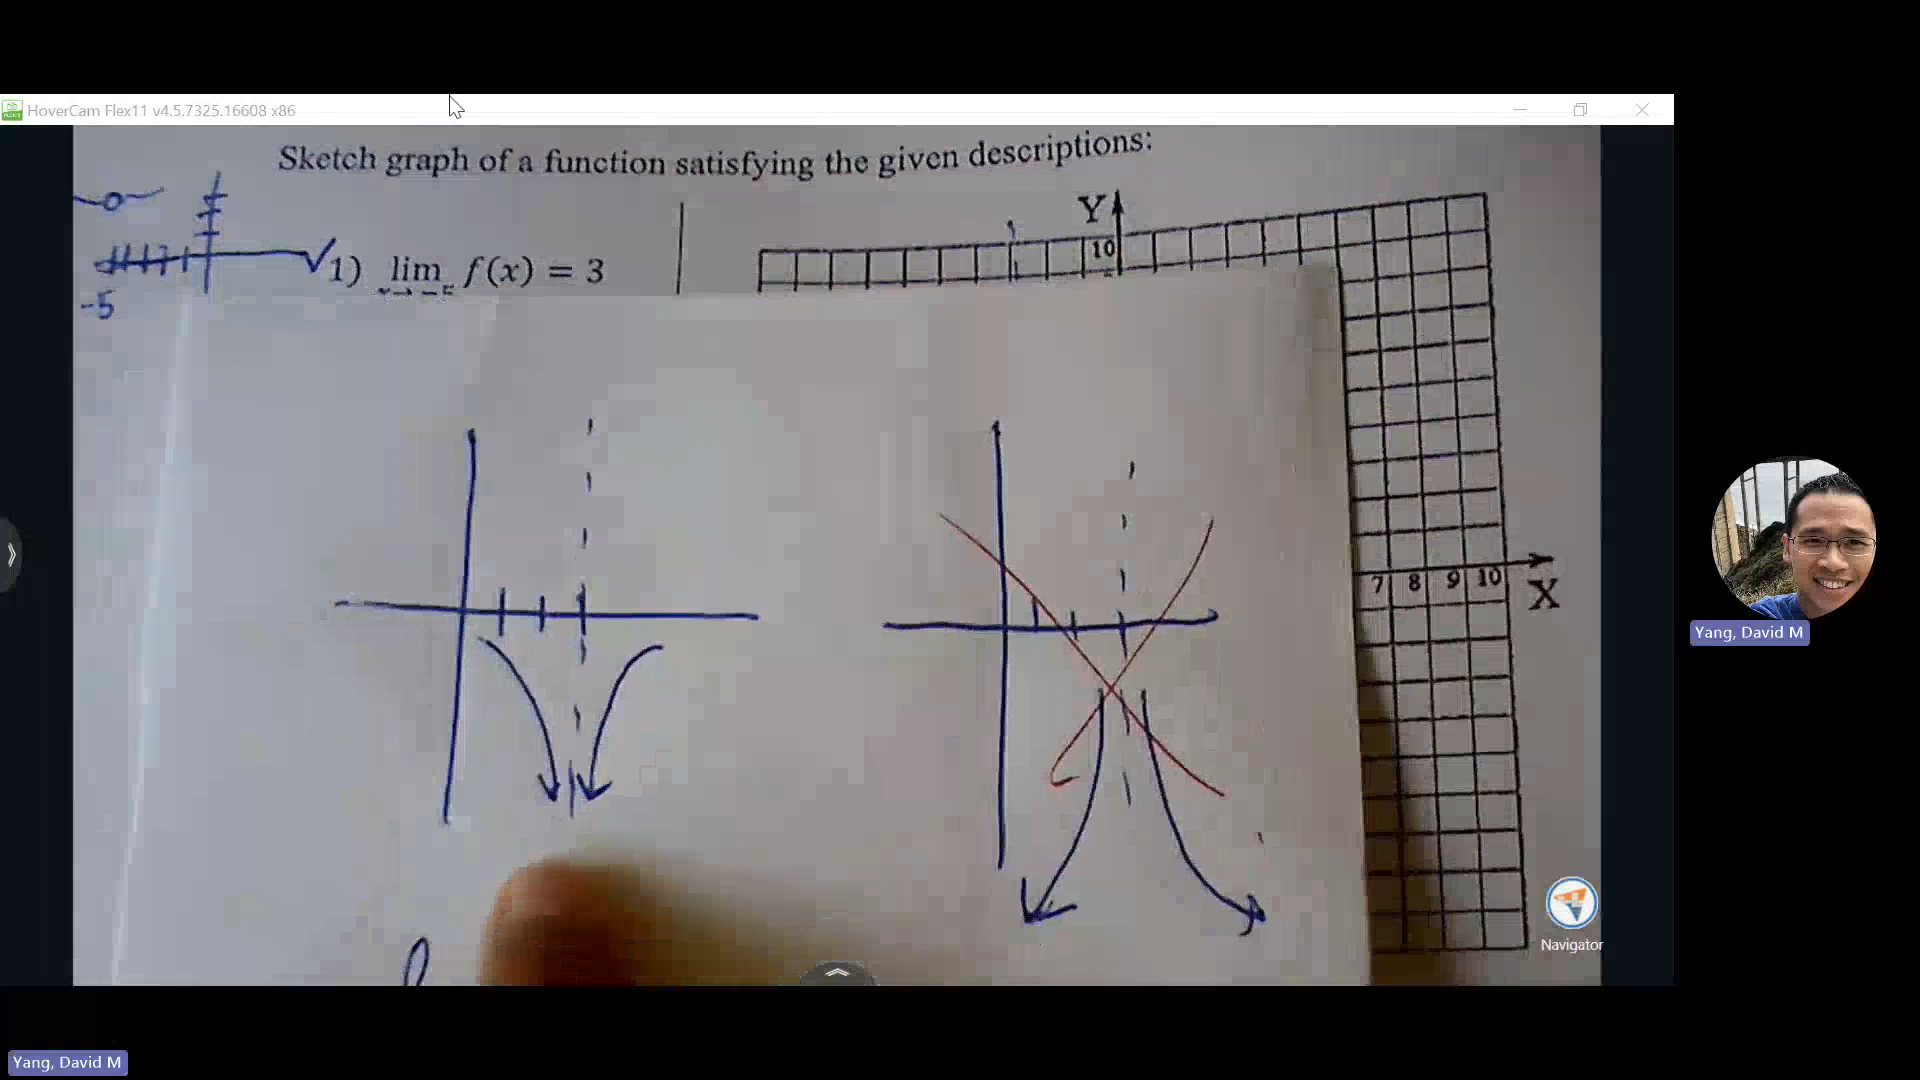 HoverCam Flex11 v4.5.7325.16608 x86
Sketch graph of a function satisfying the given descriptions:
Y
10
1) lim f(x) = 3
-5
7 8 9 10
X
Navigator
Yang, David M
Yang, David M